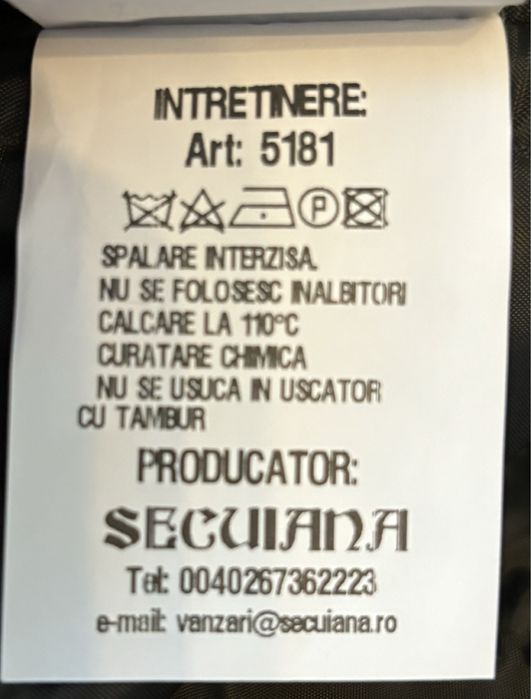 INTRETINERE:
Art: 5181
P
SPALARE INTERZISA.
NU SE FOLOSESC INALBITORI
CALCARE LA 110°C
CURATARE CHIMICA
NU SE USUCA IN USCATOR
CU TAMBUR
PRODUCATOR:
SECUIANA
Tel: 0040267362223
e-mail: vanzari@secuiana.ro